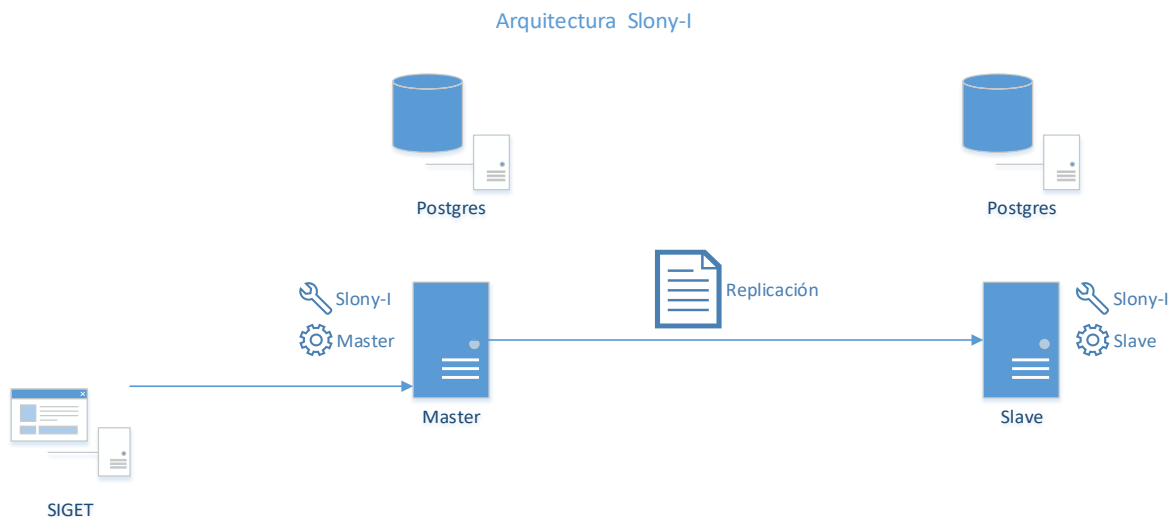 Arquitectura Slony-I
Postgres
Postgres
Replicación
Slony-I
Master
Slony-I
Slave
Master
Slave
SIGET